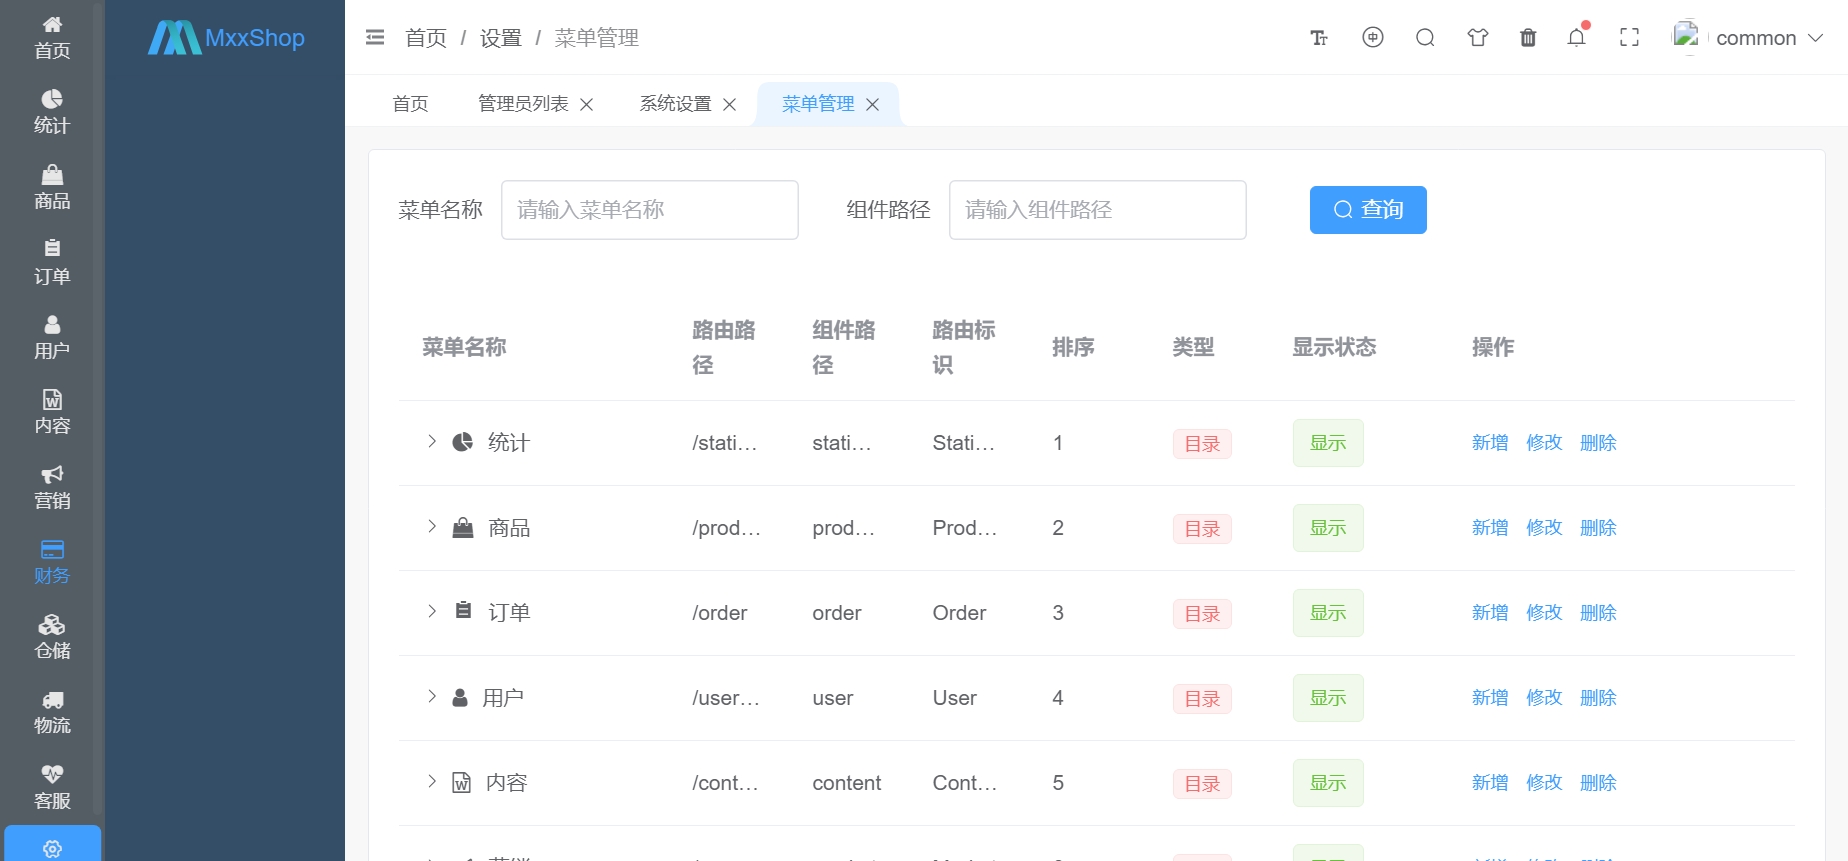 首页
统计
商品
订单
用户
内容
营销
财务
仓储
物流
客服
MxxShop
首页 / 设置 / 菜单管理
common
首页 管理员列表 系统设置 菜单管理
菜单名称 请输入菜单名称 组件路径 请输入组件路径 查询
菜单名称 路由路径 组件路径 路由标识 排序 类型 显示状态 操作
统计 /stati... stati... Stati... 1 目录 显示 新增 修改 删除
商品 /prod... prod... Prod... 2 目录 显示 新增 修改 删除
订单 /order order Order 3 目录 显示 新增 修改 删除
用户 /user... user User 4 目录 显示 新增 修改 删除
内容 /cont... content Cont... 5 目录 显示 新增 修改 删除